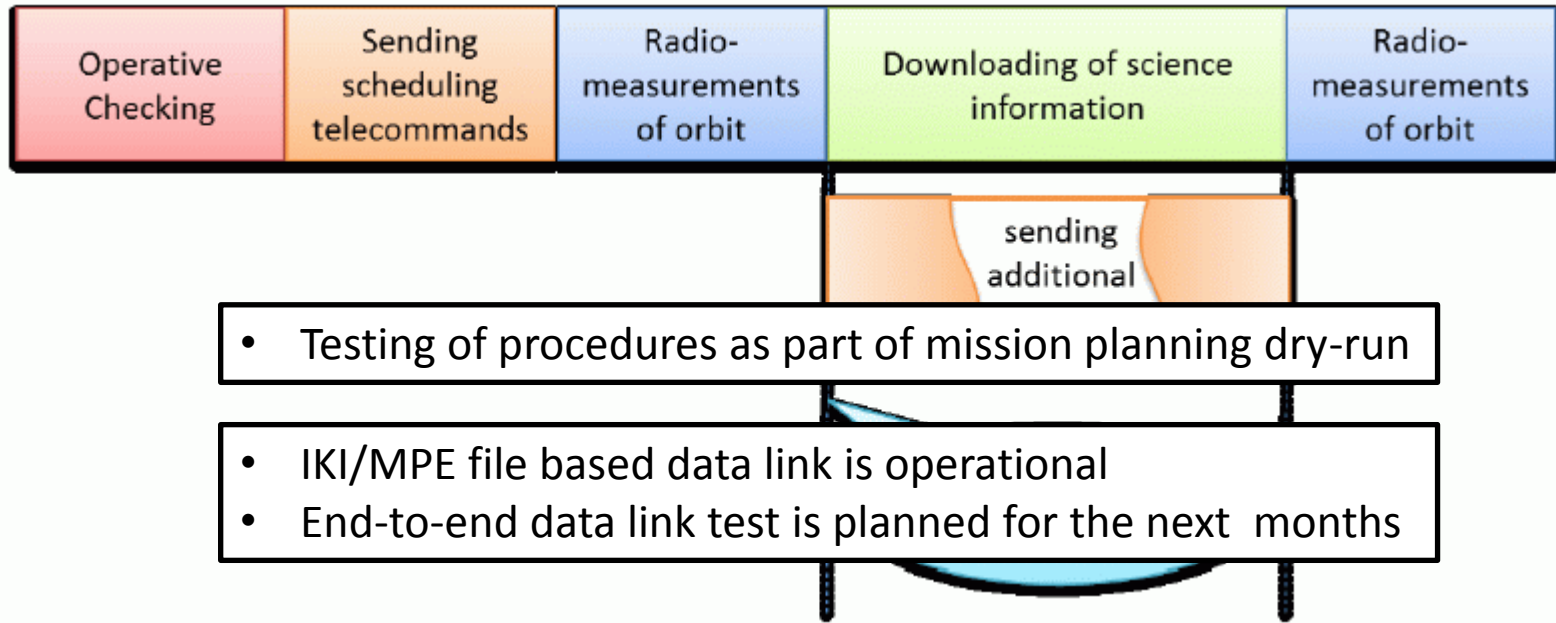 Operative
Checking
Sending
scheduling
telecommands
Radio-
measurements
of orbit
Downloading of science
information
Radio-
measurements
of orbit
sending
additional
• Testing of procedures as part of mission planning dry-run
• IKI/MPE file based data link is operational
• End-to-end data link test is planned for the next months